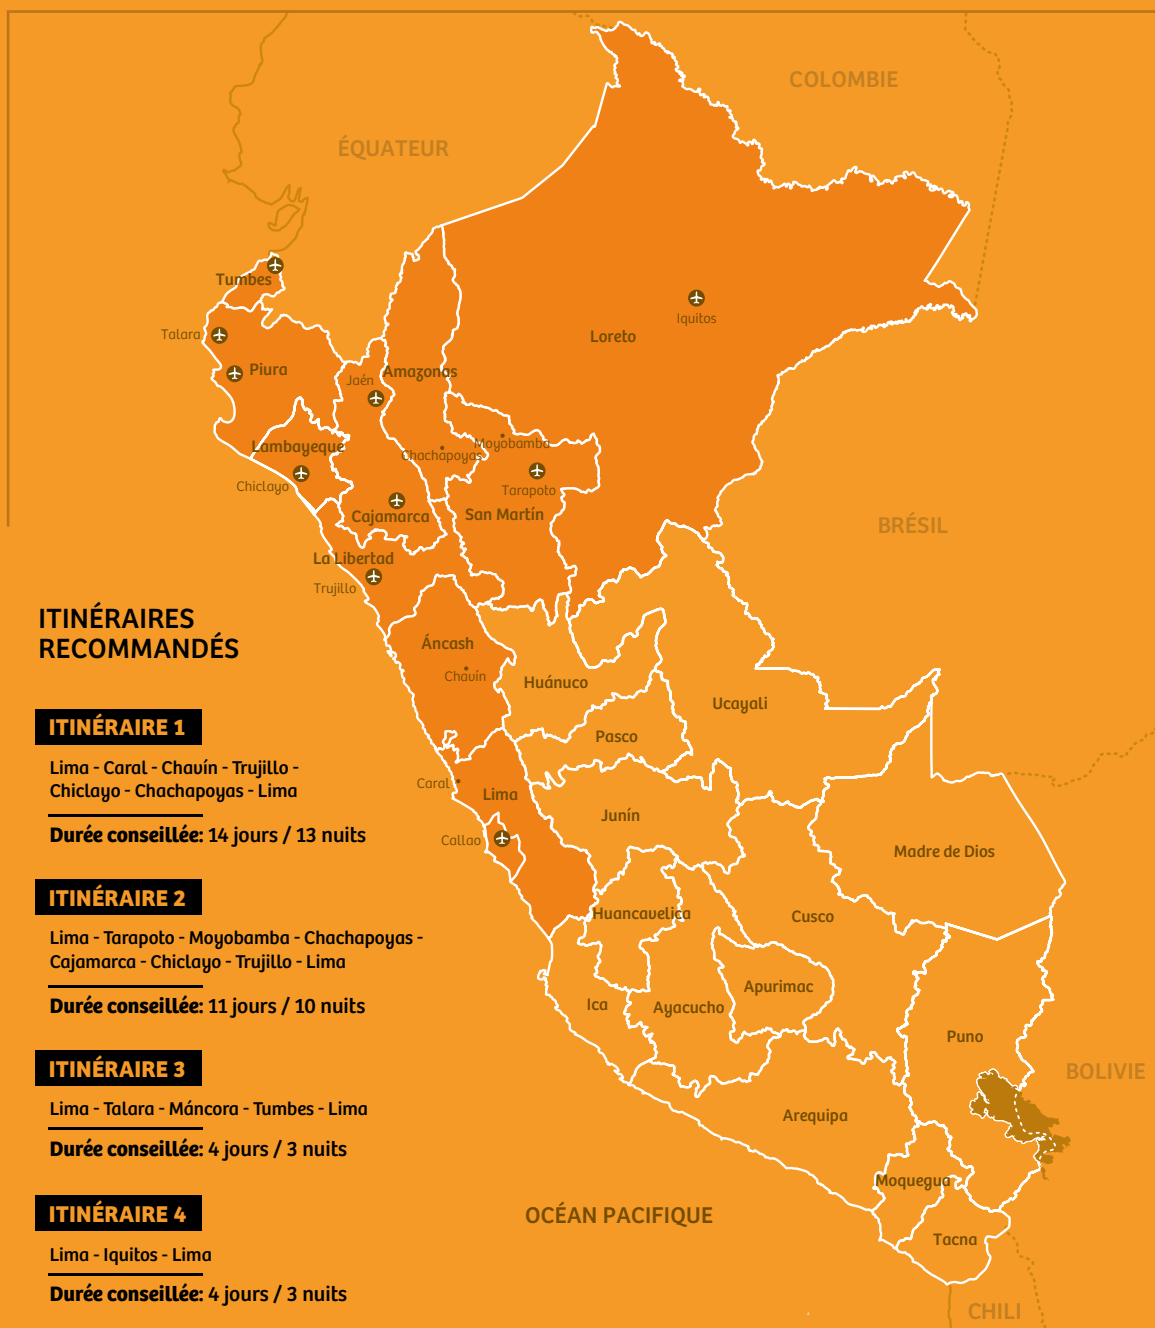 COLOMBIE
ÉQUATEUR
Tumbes
Iquitos
Loreto
Talara
Piura
Jaén
Amazonas
Lambayeque
Moyobamba
Chachapoyas
Chiclayo
Tarapoto
Cajamarca
San Martín
BRÉSIL
La Libertad
Trujillo
Áncash
Chavín
Huánuco
Ucayali
Pasco
Caral
Lima
Callao
Junín
Madre de Dios
Huancavelica
Cusco
Apurimac
Ica
Ayacucho
Puno
BOLIVIE
Arequipa
Moquegua
OCÉAN PACIFIQUE
Tacna
CHILI
ITINÉRAIRES
RECOMMANDÉS
ITINÉRAIRE 1
Lima - Caral - Chavín - Trujillo -
Chiclayo - Chachapoyas - Lima
Durée conseillée: 14 jours / 13 nuits
ITINÉRAIRE 2
Lima - Tarapoto - Moyobamba - Chachapoyas -
Cajamarca - Chiclayo - Trujillo - Lima
Durée conseillée: 11 jours / 10 nuits
ITINÉRAIRE 3
Lima - Talara - Máncora - Tumbes - Lima
Durée conseillée: 4 jours / 3 nuits
ITINÉRAIRE 4
Lima - Iquitos - Lima
Durée conseillée: 4 jours / 3 nuits